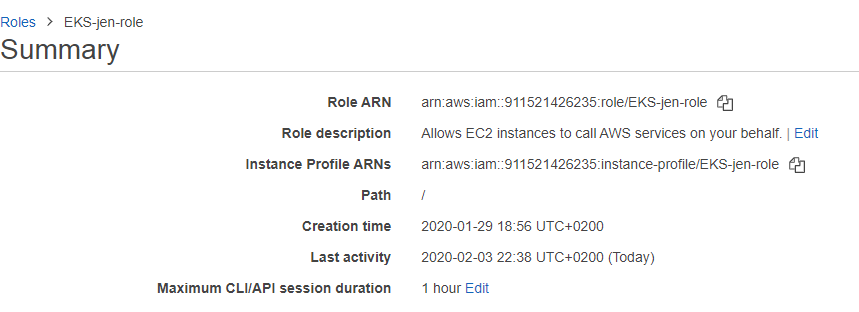 Roles > EKS-jen-role
Summary
Role ARN arn:aws:iam::911521426235:role/EKS-jen-role
Role description Allows EC2 instances to call AWS services on your behalf. | Edit
Instance Profile ARNs arn:aws:iam::911521426235:instance-profile/EKS-jen-role
Path /
Creation time 2020-01-29 18:56 UTC+0200
Last activity 2020-02-03 22:38 UTC+0200 (Today)
Maximum CLI/API session duration 1 hour Edit